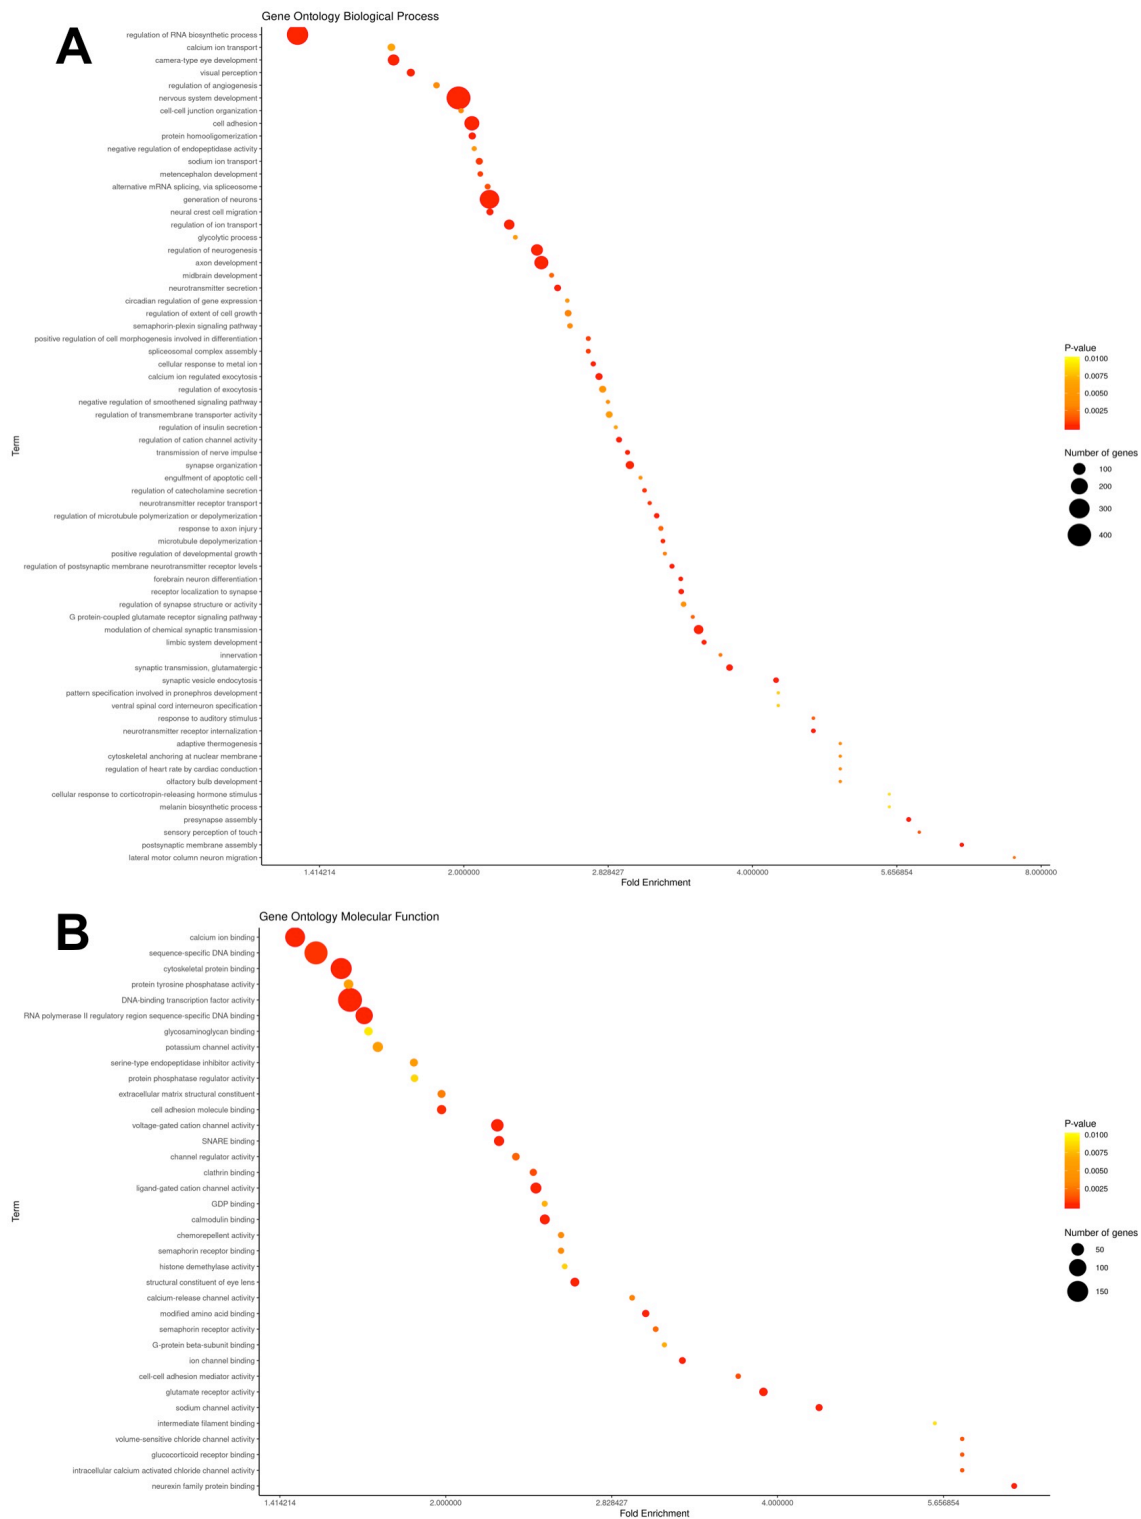 A
Gene Ontology Biological Process
regulation of RNA biosynthetic process
calcium ion transport
camera-type eye development
visual perception
regulation of angiogenesis
nervous system development
cell-cell junction organization
cell adhesion
protein homooligomerization
negative regulation of endopeptidase activity
sodium ion transport
metencephalon development
alternative mRNA splicing, via spliceosome
generation of neurons
neural crest cell migration
regulation of ion transport
glycolytic process
regulation of neurogenesis
axon development
midbrain development
neurotransmitter secretion
circadian regulation of gene expression
regulation of extent of cell growth
semaphorin-plexin signaling pathway
positive regulation of cell morphogenesis involved in differentiation
spliceosomal complex assembly
cellular response to metal ion
calcium ion regulated exocytosis
regulation of exocytosis
negative regulation of smoothened signaling pathway
regulation of transmembrane transporter activity
regulation of insulin secretion
regulation of cation channel activity
transmission of nerve impulse
synapse organization
engulfment of apoptotic cell
regulation of catecholamine secretion
neurotransmitter receptor transport
regulation of microtubule polymerization or depolymerization
response to axon injury
microtubule depolymerization
positive regulation of developmental growth
regulation of postsynaptic membrane neurotransmitter receptor levels
forebrain neuron differentiation
receptor localization to synapse
regulation of synapse structure or activity
G protein-coupled glutamate receptor signaling pathway
modulation of chemical synaptic transmission
limbic system development
innervation
synaptic transmission, glutamatergic
synaptic vesicle endocytosis
pattern specification involved in pronephros development
ventral spinal cord interneuron specification
response to auditory stimulus
neurotransmitter receptor internalization
adaptive thermogenesis
cytoskeletal anchoring at nuclear membrane
regulation of heart rate by cardiac conduction
olfactory bulb development
cellular response to corticotropin-releasing hormone stimulus
melanin biosynthetic process
presynapse assembly
sensory perception of touch
postsynaptic membrane assembly
lateral motor column neuron migration
Term
1.414214 2.000000 2.828427 4.000000 5.656854 8.000000
Fold Enrichment
P-value
0.0100
0.0075
0.0050
0.0025
Number of genes
100
200
300
400
B
Gene Ontology Molecular Function
calcium ion binding
sequence-specific DNA binding
cytoskeletal protein binding
protein tyrosine phosphatase activity
DNA-binding transcription factor activity
RNA polymerase II regulatory region sequence-specific DNA binding
glycosaminoglycan binding
potassium channel activity
serine-type endopeptidase inhibitor activity
protein phosphatase regulator activity
extracellular matrix structural constituent
cell adhesion molecule binding
voltage-gated cation channel activity
SNARE binding
channel regulator activity
clathrin binding
ligand-gated cation channel activity
GDP binding
calmodulin binding
chemorepellent activity
semaphorin receptor binding
histone demethylase activity
structural constituent of eye lens
calcium-release channel activity
modified amino acid binding
semaphorin receptor activity
G-protein beta-subunit binding
ion channel binding
cell-cell adhesion mediator activity
glutamate receptor activity
sodium channel activity
intermediate filament binding
volume-sensitive chloride channel activity
glucocorticoid receptor binding
intracellular calcium activated chloride channel activity
neurexin family protein binding
Term
1.414214 2.000000 2.828427 4.000000 5.656854
Fold Enrichment
P-value
0.0100
0.0075
0.0050
0.0025
Number of genes
50
100
150